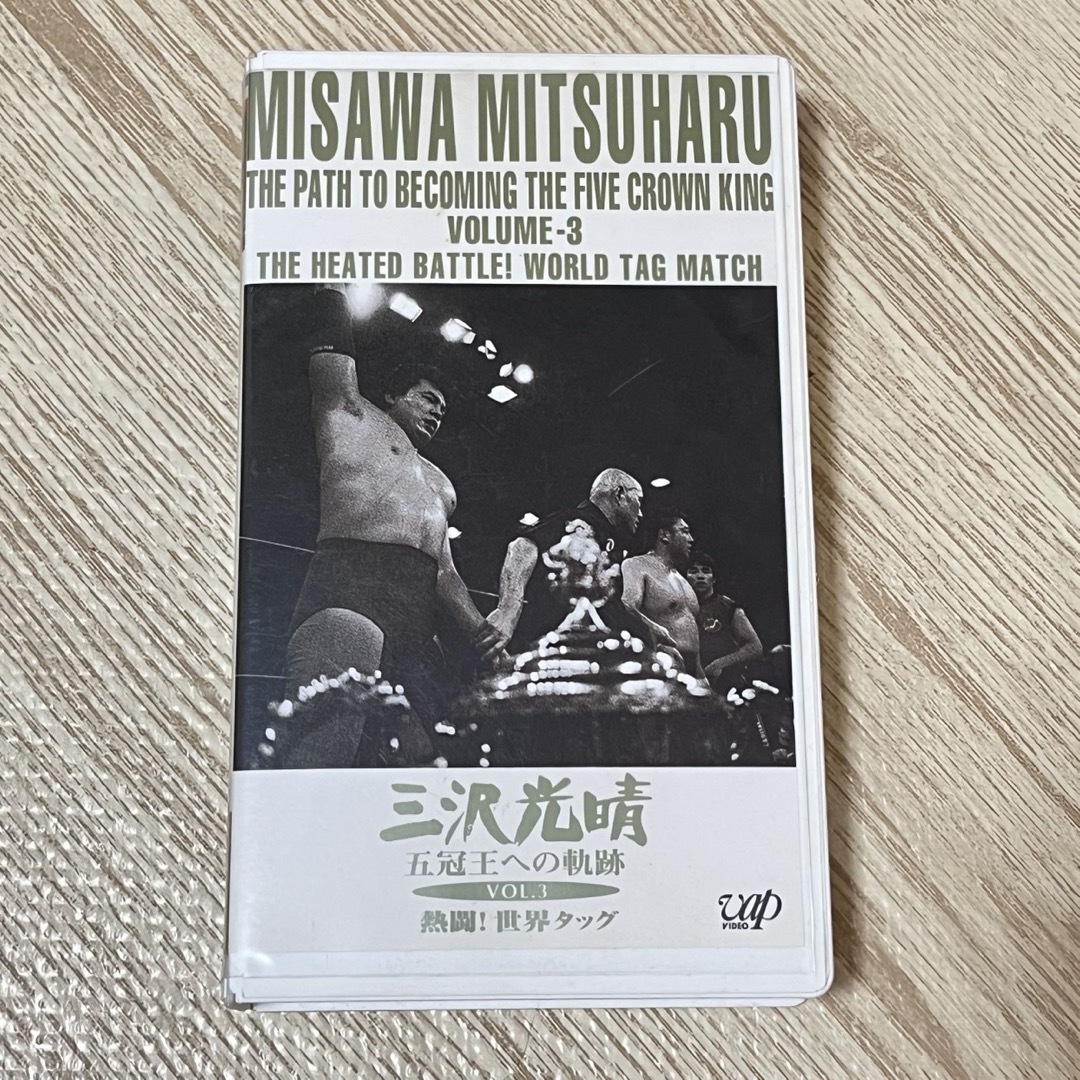 MISAWA MITSUHARU
THE PATH TO BECOMING THE FIVE CROWN KING
VOLUME-3
THE HEATED BATTLE! WORLD TAG MATCH
三沢光晴
五冠王への軌跡
VOL.3
熱闘!世界タッグ
vap
VIDEO